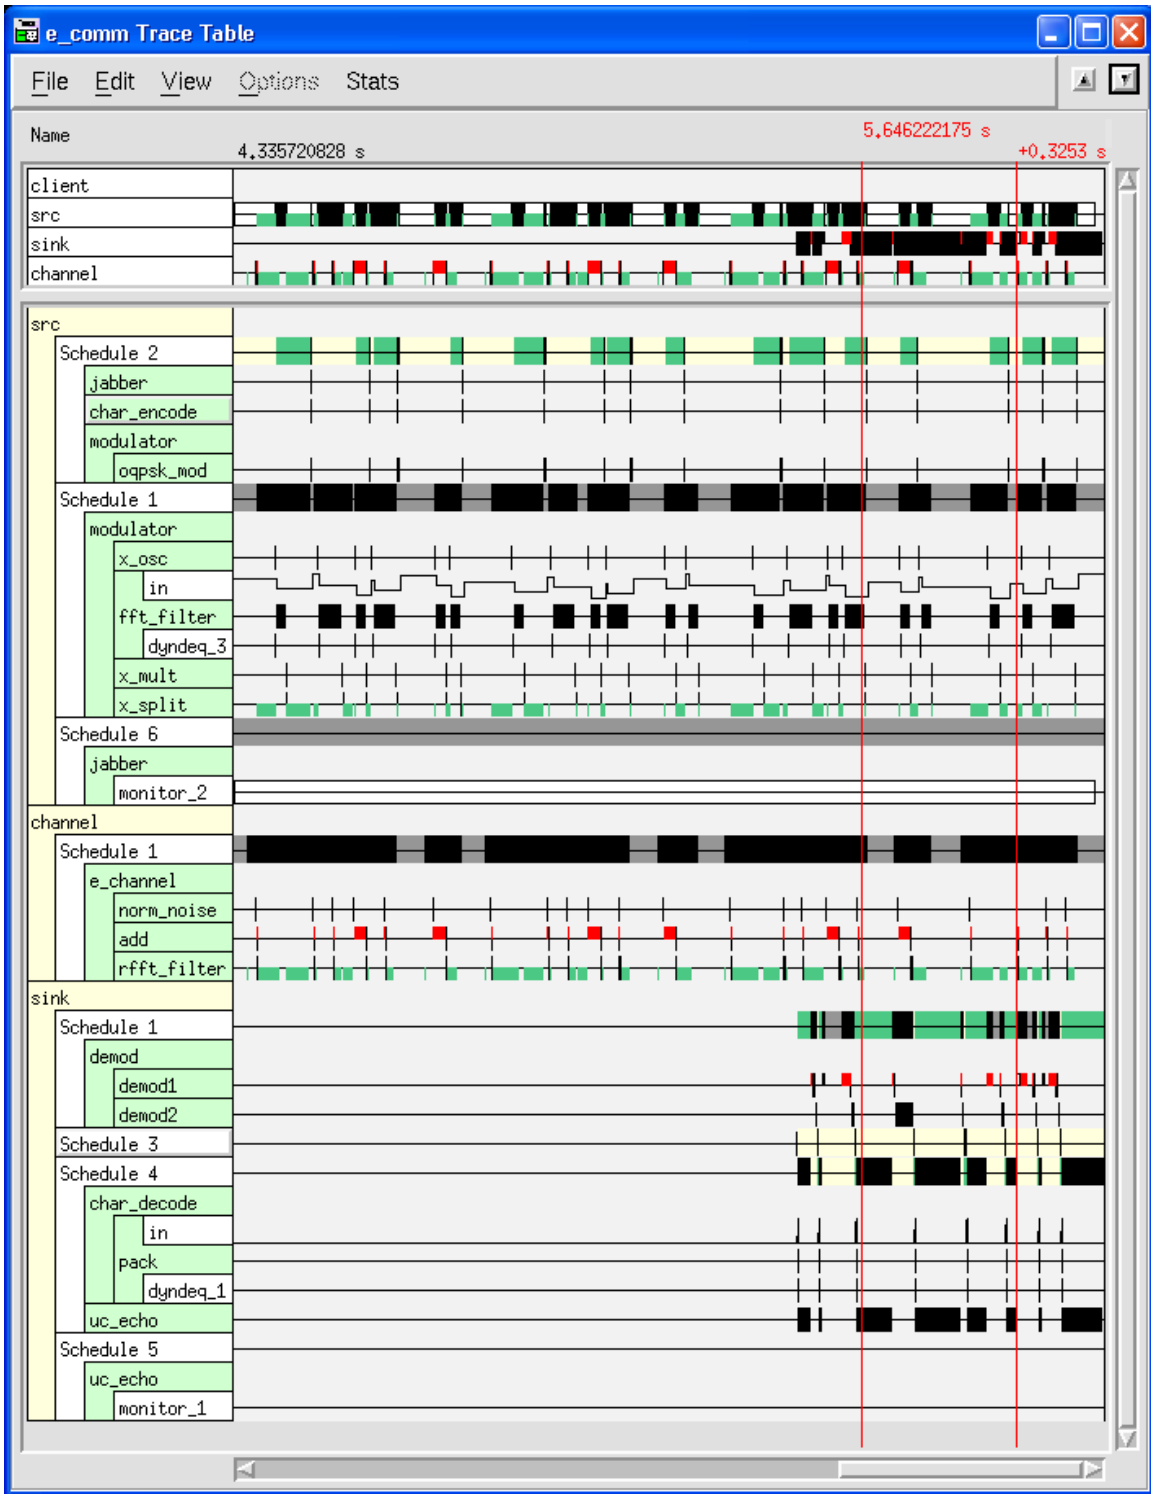 e_comm Trace Table
File Edit View Options Stats
Name
5.646222175 s
4.335720828 s
+0.3253 s
client
src
sink
channel
src
Schedule 2
jabber
char_encode
modulator
oqpsk_mod
Schedule 1
modulator
x_osc
in
fft_filter
dyndeq_3
x_mult
x_split
Schedule 6
jabber
monitor_2
channel
Schedule 1
e_channel
norm_noise
add
rfft_filter
sink
Schedule 1
demod
demod1
demod2
Schedule 3
Schedule 4
char_decode
in
pack
dyndeq_1
uc_echo
Schedule 5
uc_echo
monitor_1